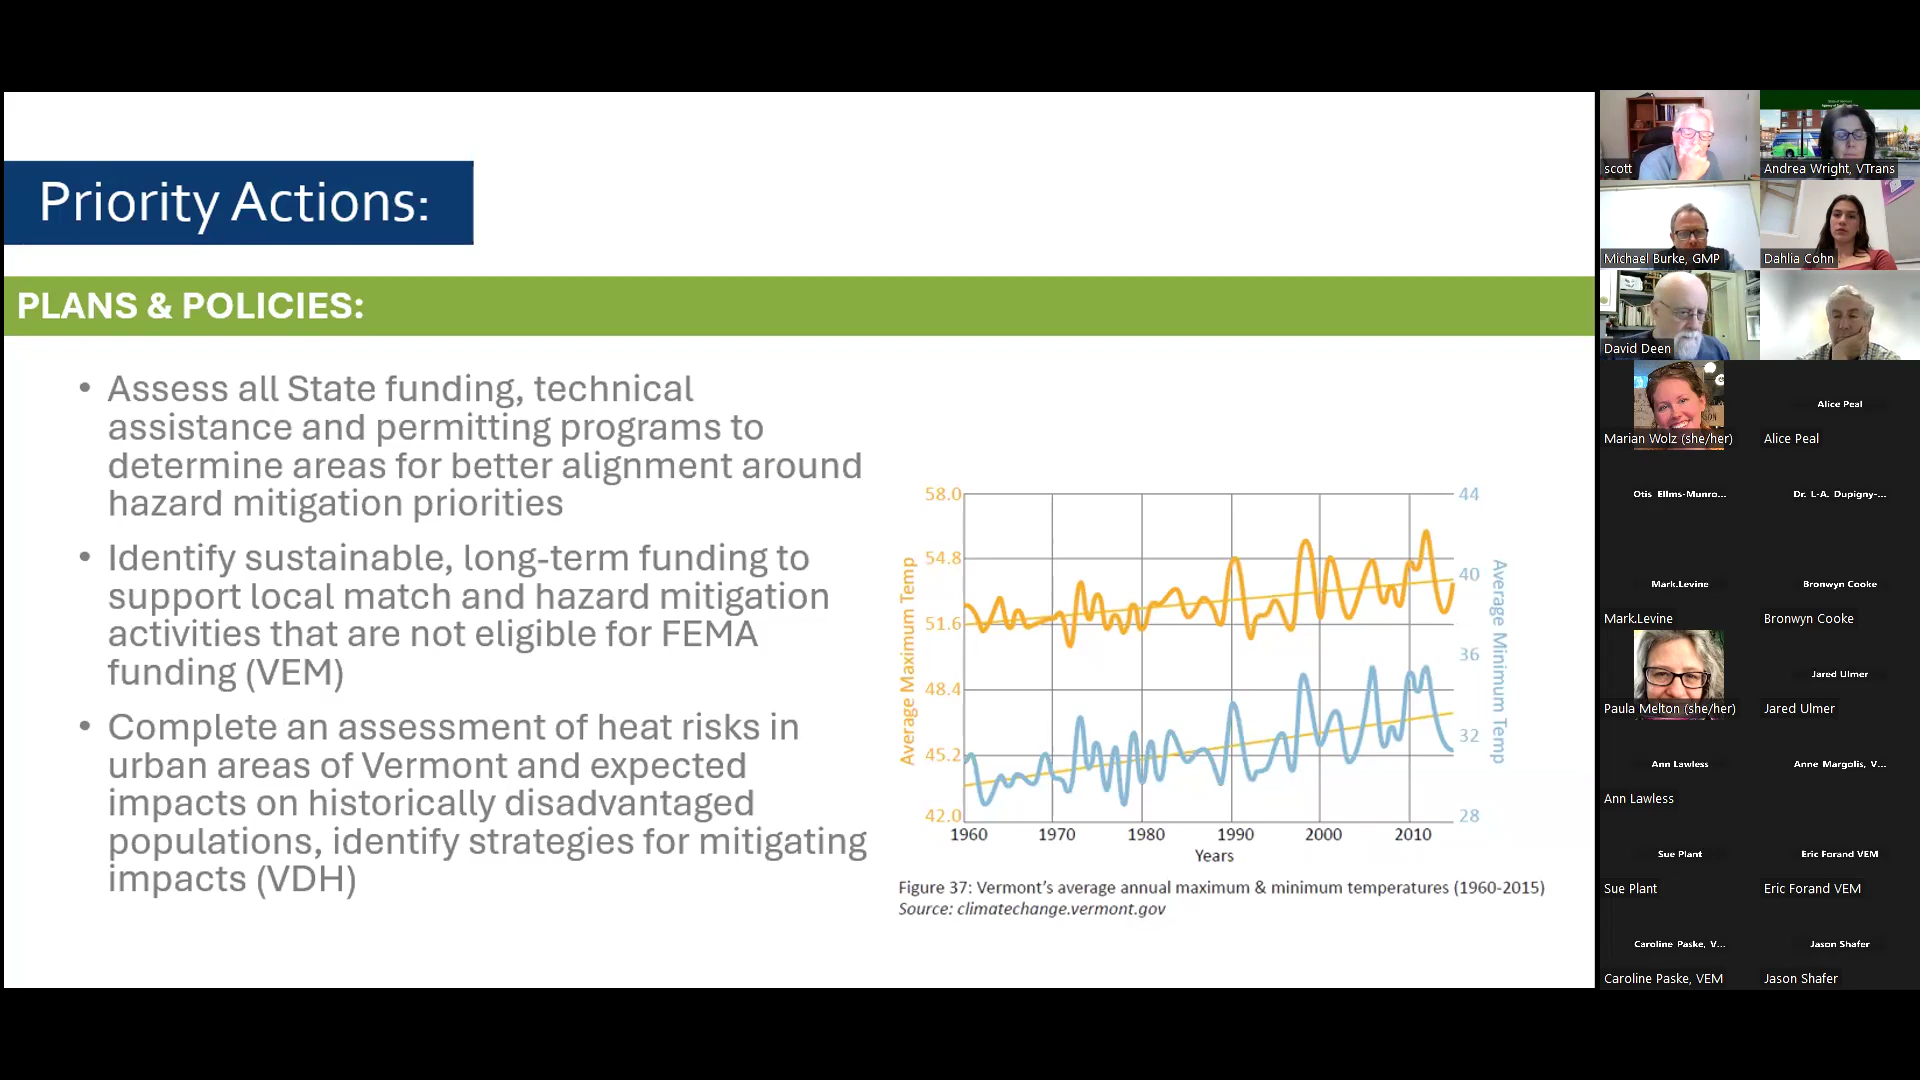 Priority Actions:
PLANS & POLICIES:
• Assess all State funding, technical
assistance and permitting programs to
determine areas for better alignment around
hazard mitigation priorities
• Identify sustainable, long-term funding to
support local match and hazard mitigation
activities that are not eligible for FEMA
funding (VEM)
• Complete an assessment of heat risks in
urban areas of Vermont and expected
impacts on historically disadvantaged
populations, identify strategies for mitigating
impacts (VDH)
Average Maximum Temp
58.0
54.8
51.6
48.4
45.2
42.0
44
40
36
32
28
Average Minimum Temp
1960 1970 1980 1990 2000 2010
Years
Figure 37: Vermont's average annual maximum & minimum temperatures (1960-2015)
Source: climatechange.vermont.gov
scott
Andrea Wright, VTrans
Michael Burke, GMP
Dahlia Cohn
David Deen
Marian Wolz (she/her)
Alice Peal
Alice Peal
Otis Ellms-Munro...
Dr. L-A. Dupigny-...
Mark.Levine
Mark.Levine
Bronwyn Cooke
Bronwyn Cooke
Paula Melton (she/her)
Jared Ulmer
Jared Ulmer
Ann Lawless
Ann Lawless
Anne Margolis, V...
Sue Plant
Sue Plant
Eric Forand VEM
Eric Forand VEM
Caroline Paske, V...
Caroline Paske, VEM
Jason Shafer
Jason Shafer